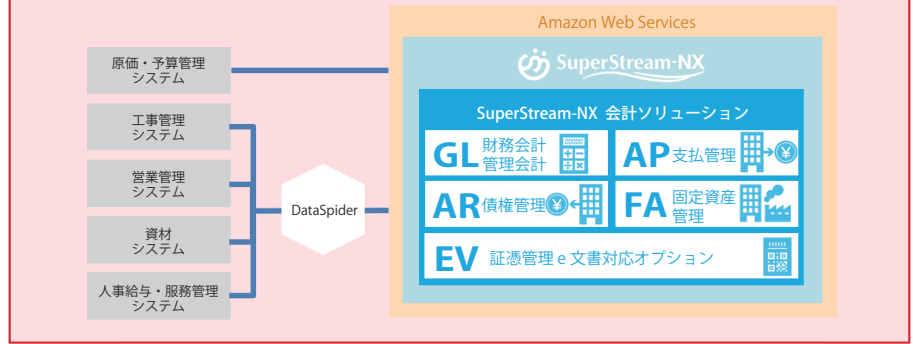 Amazon Web Services
SuperStream-NX
SuperStream-NX 会計ソリューション
GL 財務会計
管理会計
AP 支払管理
AR 債権管理
FA 固定資産
管理
EV 証憑管理 e 文書対応オプション
原価・予算管理
システム
工事管理
システム
営業管理
システム
資材
システム
人事給与・服務管理
システム
DataSpider